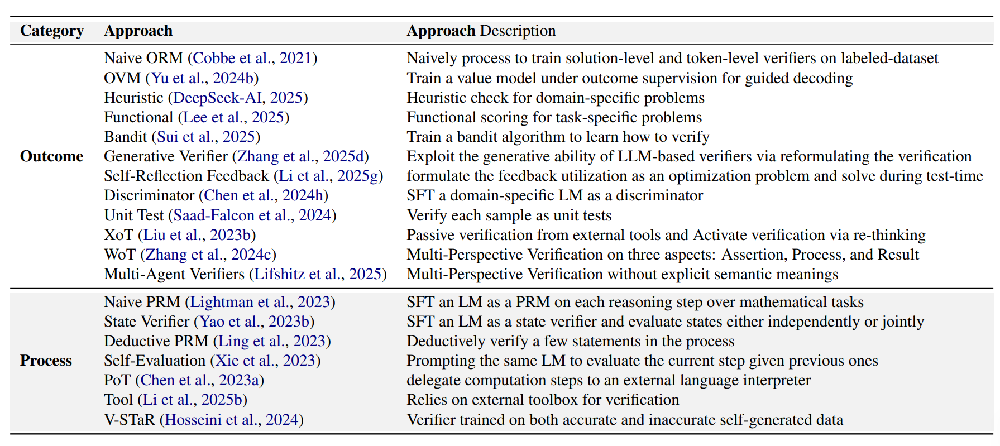 Category Approach Approach Description
Naive ORM (Cobbe et al., 2021) Naively process to train solution-level and token-level verifiers on labeled-dataset
OVM (Yu et al., 2024b) Train a value model under outcome supervision for guided decoding
Heuristic (DeepSeek-AI, 2025) Heuristic check for domain-specific problems
Functional (Lee et al., 2025) Functional scoring for task-specific problems
Bandit (Sui et al., 2025) Train a bandit algorithm to learn how to verify
Outcome Generative Verifier (Zhang et al., 2025d) Exploit the generative ability of LLM-based verifiers via reformulating the verification
Self-Reflection Feedback (Li et al., 2025g) formulate the feedback utilization as an optimization problem and solve during test-time
Discriminator (Chen et al., 2024h) SFT a domain-specific LM as a discriminator
Unit Test (Saad-Falcon et al., 2024) Verify each sample as unit tests
XoT (Liu et al., 2023b) Passive verification from external tools and Activate verification via re-thinking
WoT (Zhang et al., 2024c) Multi-Perspective Verification on three aspects: Assertion, Process, and Result
Multi-Agent Verifiers (Lifshitz et al., 2025) Multi-Perspective Verification without explicit semantic meanings
Naive PRM (Lightman et al., 2023) SFT an LM as a PRM on each reasoning step over mathematical tasks
State Verifier (Yao et al., 2023b) SFT an LM as a state verifier and evaluate states either independently or jointly
Deductive PRM (Ling et al., 2023) Deductively verify a few statements in the process
Process Self-Evaluation (Xie et al., 2023) Prompting the same LM to evaluate the current step given previous ones
PoT (Chen et al., 2023a) delegate computation steps to an external language interpreter
Tool (Li et al., 2025b) Relies on external toolbox for verification
V-STaR (Hosseini et al., 2024) Verifier trained on both accurate and inaccurate self-generated data